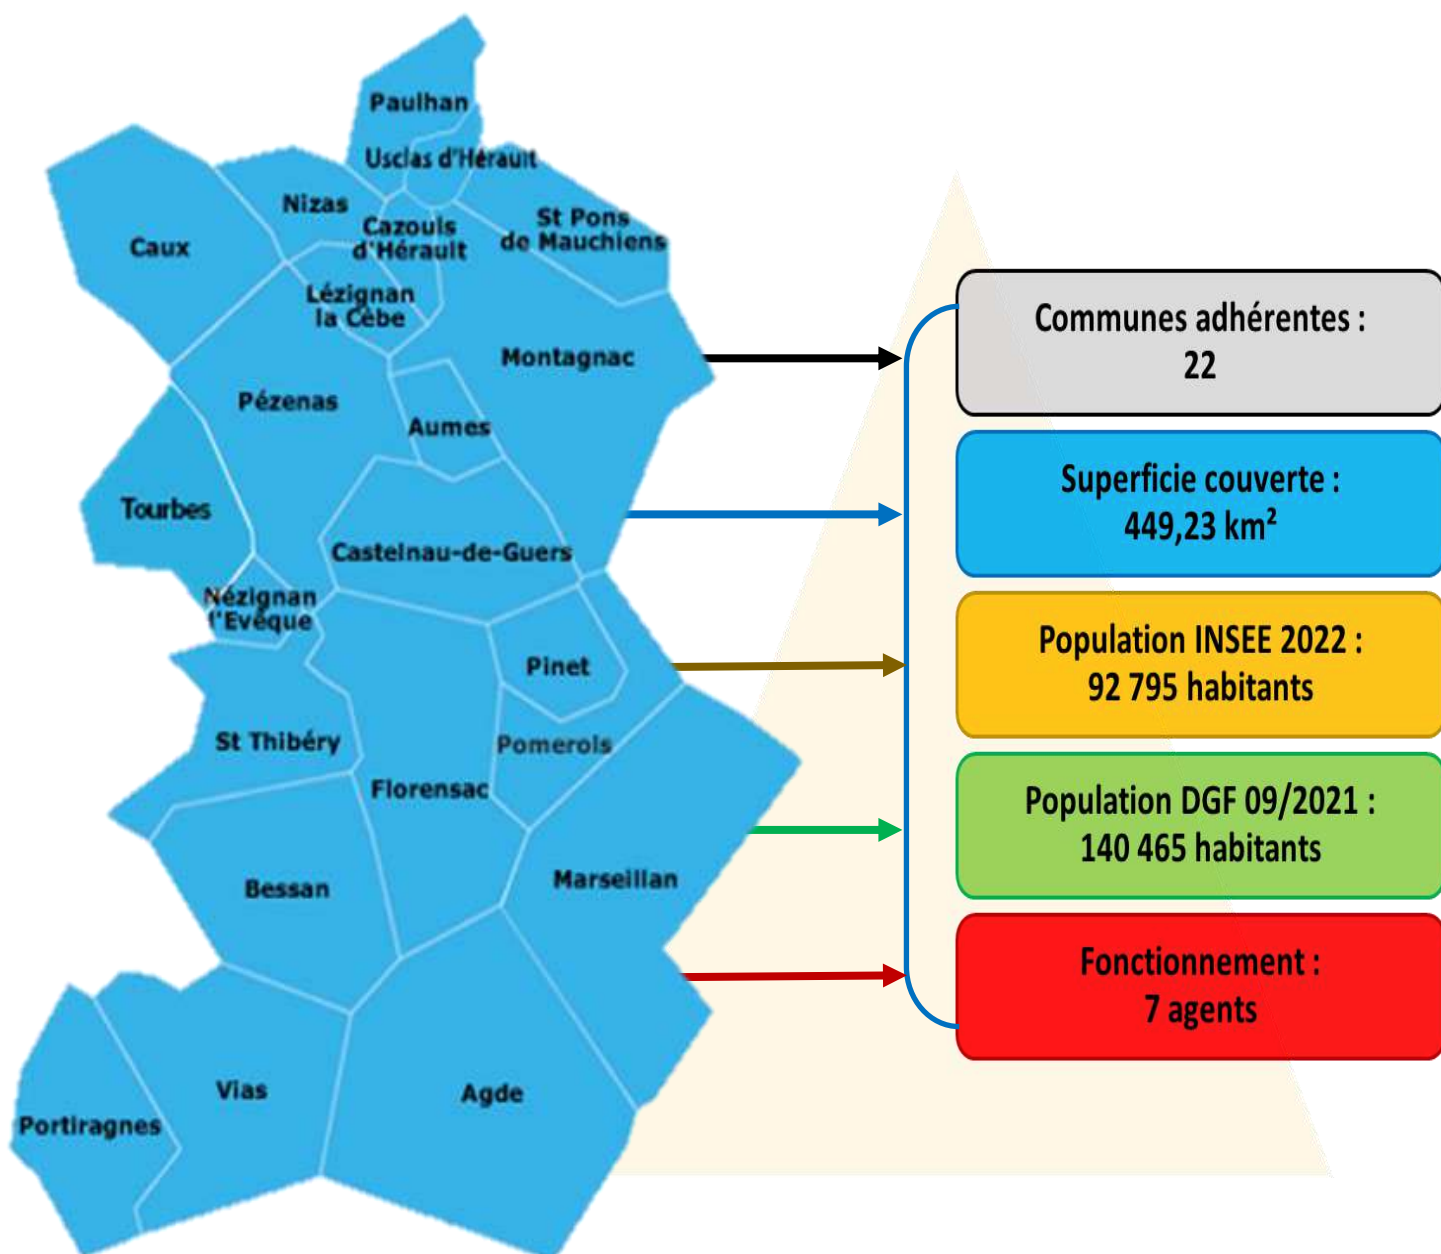 Paulhan
Usclas d'Hérault
Nizas
Cazouls
d'Hérault
St Pons
de Mauchiens
Caux
Lézignan
la Cèbe
Montagnac
Pézenas
Aumes
Tourbes
Castelnau-de-Guers
Nézignan
l'Evéque
Pinet
St Thibéry
Pomerols
Florensac
Bessan
Marseillan
Vias
Agde
Portiragnes
Communes adhérentes :
22
Superficie couverte :
449,23 km²
Population INSEE 2022 :
92 795 habitants
Population DGF 09/2021 :
140 465 habitants
Fonctionnement :
7 agents